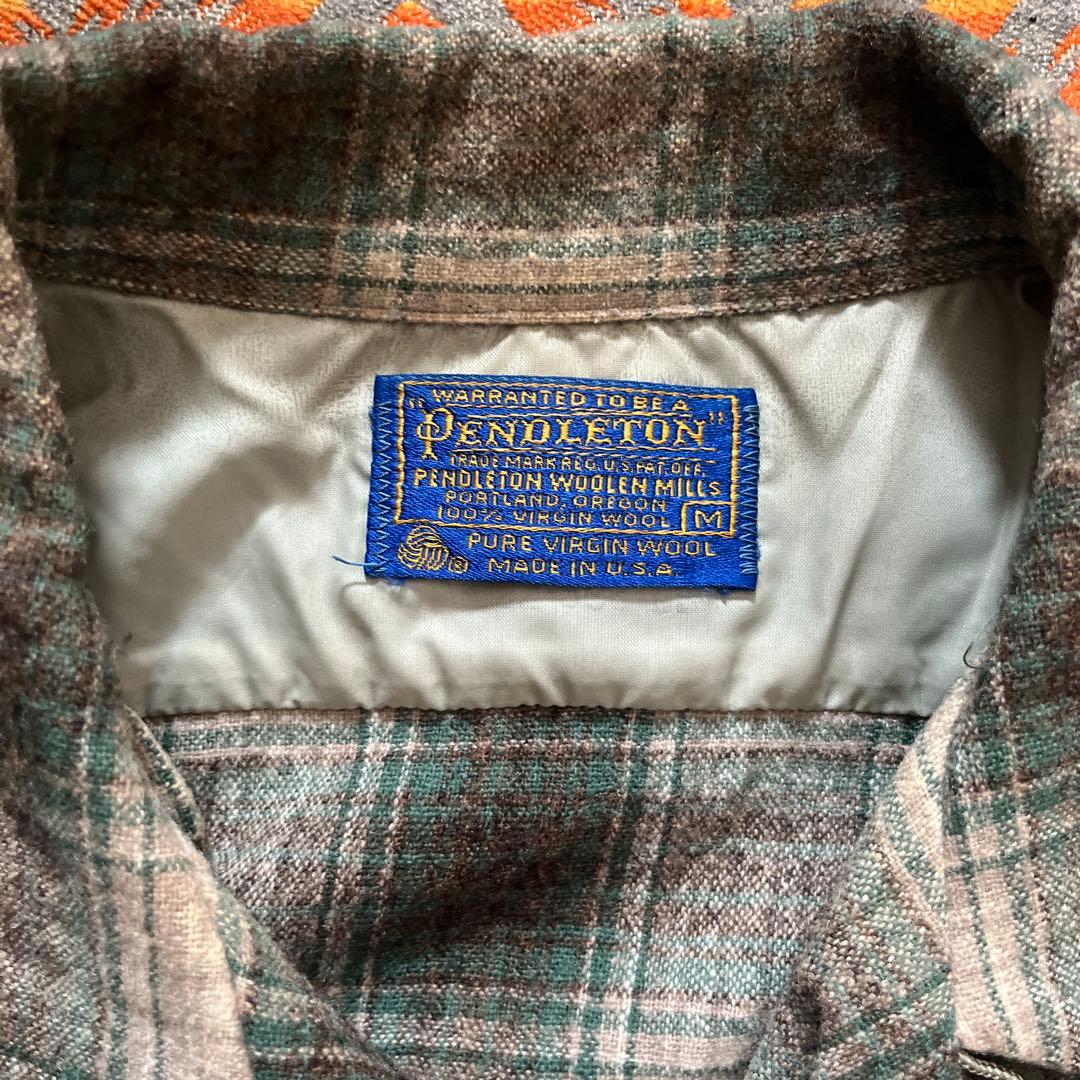 WARRANTED TO BE A
"PENDLETON"
TRADE MARK REG. U.S. PAT. OFF.
PENDLETON WOOLEN MILLS
PORTLAND, OREGON
100% VIRGIN WOOL M
PURE VIRGIN WOOL
® MADE IN U.S.A.